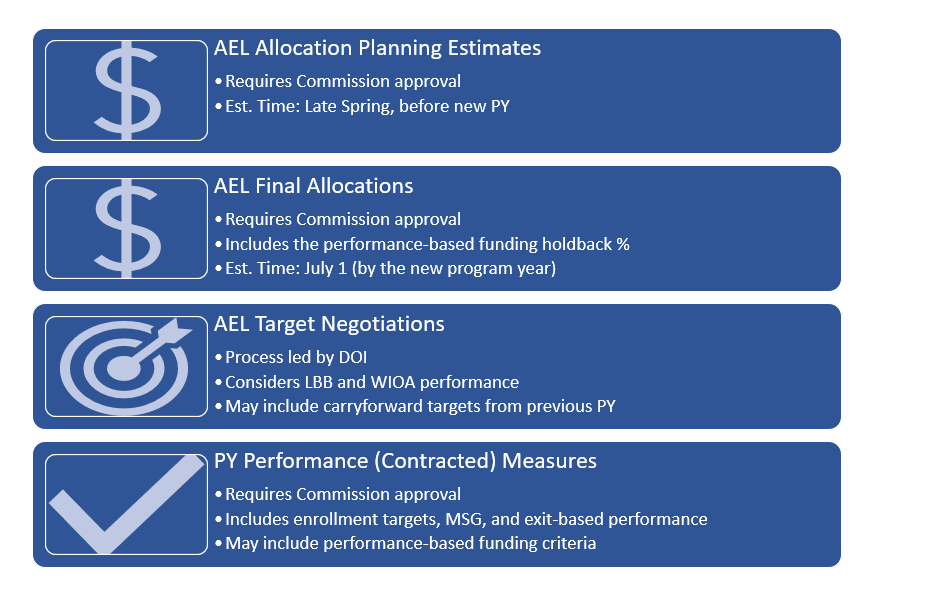 AEL Allocation Planning Estimates
•Requires Commission approval
•Est. Time: Late Spring, before new PY
AEL Final Allocations
•Requires Commission approval
•Includes the performance-based funding holdback %
•Est. Time: July 1 (by the new program year)
AEL Target Negotiations
•Process led by DOI
•Considers LBB and WIOA performance
•May include carryforward targets from previous PY
PY Performance (Contracted) Measures
•Requires Commission approval
•Includes enrollment targets, MSG, and exit-based performance
•May include performance-based funding criteria